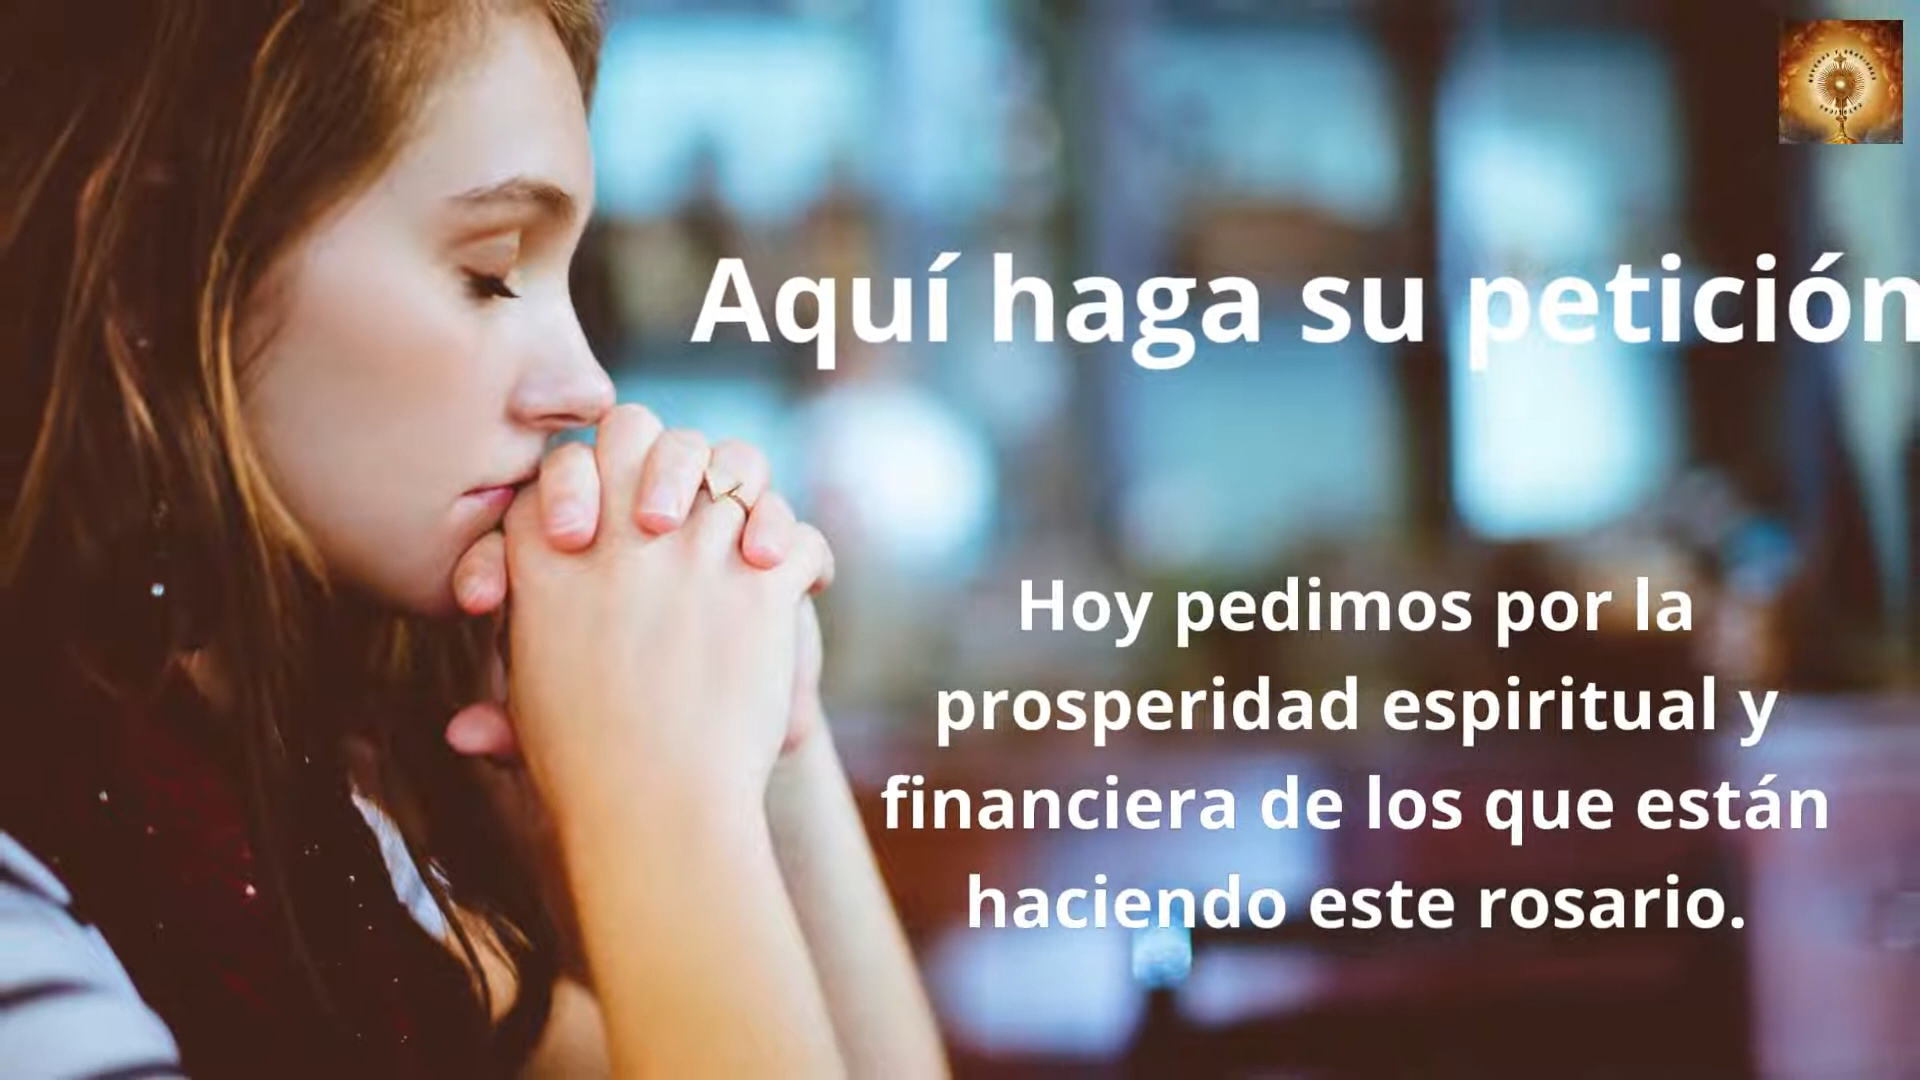 Aquí haga su petición
Hoy pedimos por la
prosperidad espiritual y
financiera de los que están
haciendo este rosario.